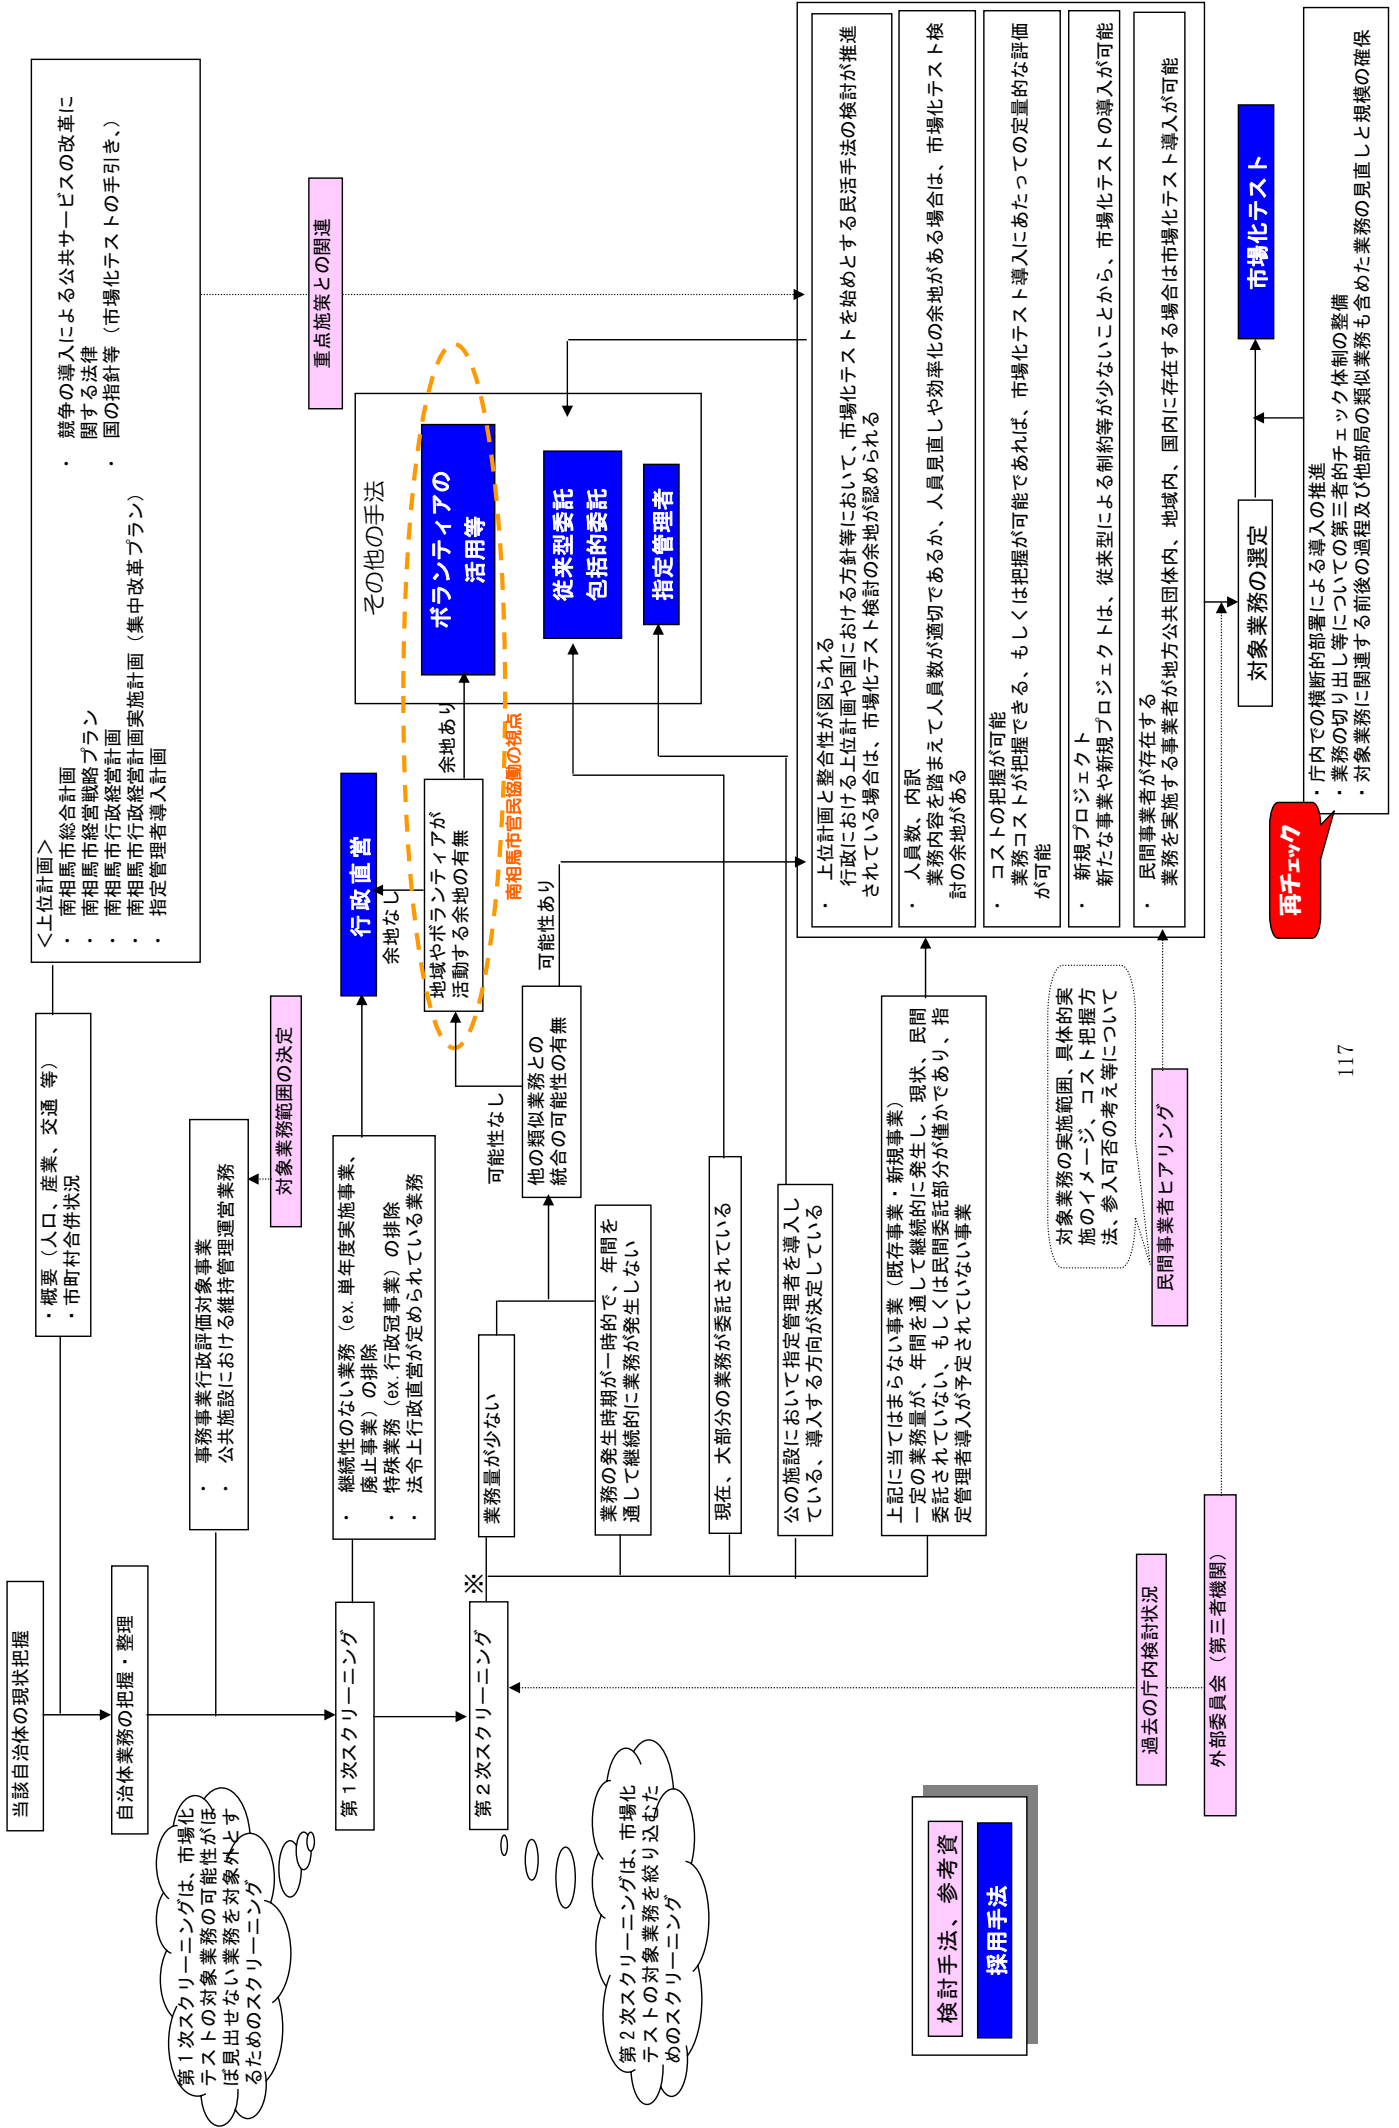 当該自治体の現状把握
・概要（人口、産業、交通 等）
・市町村合併状況
＜上位計画＞
・ 南相馬市総合計画
・ 南相馬市経営戦略プラン
・ 南相馬市行政経営計画
・ 南相馬市行政経営計画実施計画（集中改革プラン）
・ 指定管理者導入計画
・ 競争の導入による公共サービスの改革に
関する法律
・ 国の指針等（市場化テストの手引き、）
自治体業務の把握・整理
・ 事務事業行政評価対象事業
・ 公共施設における維持管理運営業務
対象業務範囲の決定
重点施策との関連
第１次スクリーニングは、市場化
テストの対象業務の可能性がほ
ぼ見出せない業務を対象外とす
るためのスクリーニング
第１次スクリーニング
・ 継続性のない業務（ex.単年度実施事業、
廃止事業）の排除
・ 特殊業務（ex.行政冠事業）の排除
・ 法令上行政直営が定められている業務
行政直営
余地なし
その他の手法
地域やボランティアが
活動する余地の有無
余地あり
ボランティアの
活用等
南相馬市官民協働の視点
第２次スクリーニング
※
業務量が少ない
可能性なし
他の類似業務との
統合の可能性の有無
可能性あり
従来型委託
包括的委託
指定管理者
業務の発生時期が一時的で、年間を
通して継続的に業務が発生しない
第２次スクリーニングは、市場化
テストの対象業務を絞り込むた
めのスクリーニング
現在、大部分の業務が委託されている
公の施設において指定管理者を導入し
ている、導入する方向が決定している
上記に当てはまらない事業（既存事業・新規事業）
一定の業務量が、年間を通して継続的に発生し、現状、民間
委託されていない、もしくは民間委託部分が僅かであり、指
定管理者導入が予定されていない事業
・ 上位計画と整合性が図られる
行政における上位計画や国における方針等において、市場化テストを始めとする民活手法の検討が推進
されている場合は、市場化テスト検討の余地が認められる
・ 人員数、内訳
業務内容を踏まえて人員数が適切であるか、人員見直しや効率化の余地がある場合は、市場化テスト検
討の余地がある
・ コストの把握が可能
業務コストが把握できる、もしくは把握が可能であれば、市場化テスト導入にあたっての定量的な評価
が可能
・ 新規プロジェクト
新たな事業や新規プロジェクトは、従来型による制約等が少ないことから、市場化テストの導入が可能
・ 民間事業者が存在する
業務を実施する事業者が地方公共団体内、地域内、国内に存在する場合は市場化テスト導入が可能
対象業務の実施範囲、具体的実
施のイメージ、コスト把握方
法、参入可否の考え等について
民間事業者ヒアリング
過去の庁内検討状況
外部委員会（第三者機関）
対象業務の選定
市場化テスト
再チェック
・庁内での横断的部署による導入の推進
・業務の切り出し等についての第三者的チェック体制の整備
・対象業務に関連する前後の過程及び他部局の類似業務も含めた業務の見直しと規模の確保
検討手法、参考資
採用手法
117